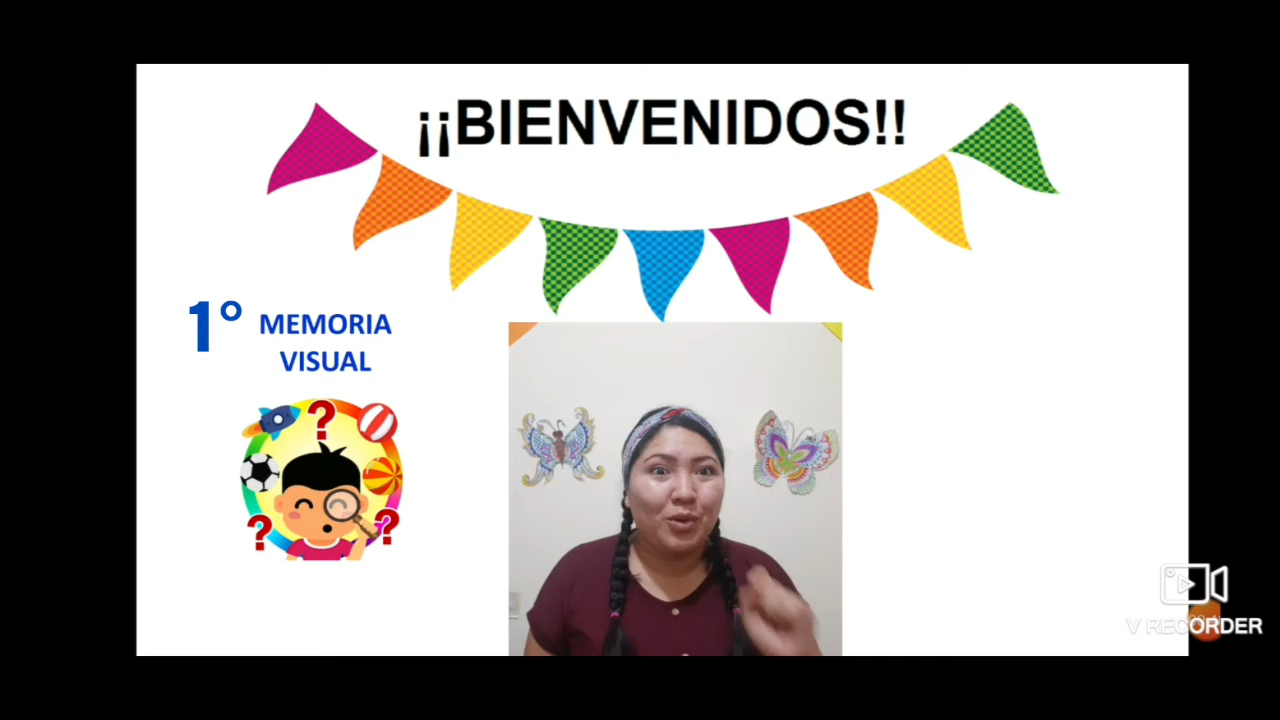 ¡¡BIENVENIDOS!!
1° MEMORIA
VISUAL
? 
?
?
V RECORDER